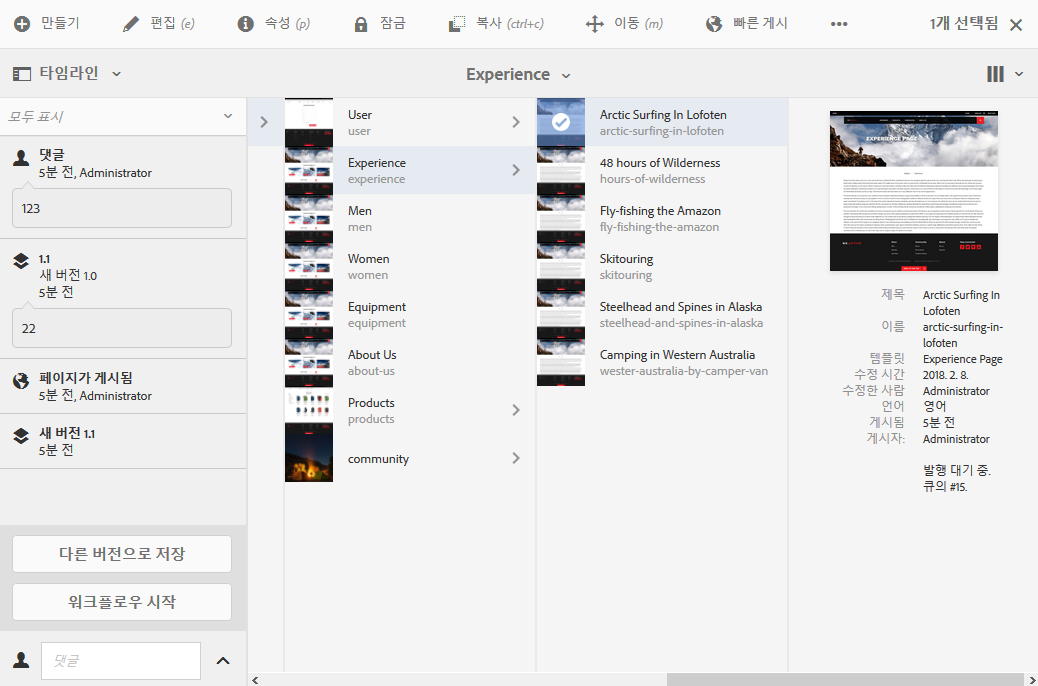 만들기
편집 (e)
속성 (p)
잠금
복사 (ctrl+c)
이동 (m)
빠른 게시
1개 선택됨
타임라인
Experience
모두 표시
댓글
5분 전, Administrator
123
1.1
새 버전 1.0
5분 전
22
페이지가 게시됨
5분 전, Administrator
새 버전 1.1
5분 전
다른 버전으로 저장
워크플로우 시작
댓글
User
user
Experience
experience
Men
men
Women
women
Equipment
equipment
About Us
about-us
Products
products
community
Arctic Surfing In Lofoten
arctic-surfing-in-lofoten
48 hours of Wilderness
hours-of-wilderness
Fly-fishing the Amazon
fly-fishing-the-amazon
Skitouring
skitouring
Steelhead and Spines in Alaska
steelhead-and-spines-in-alaska
Camping in Western Australia
wester-australia-by-camper-van
EXPERIENCE PAGE
제목 Arctic Surfing In
Lofoten
이름 arctic-surfing-in-
lofoten
템플릿 Experience Page
수정 시간 2018. 2. 8.
수정한 사람 Administrator
언어 영어
게시됨 5분 전
게시자: Administrator
발행 대기 중.
큐의 #15.